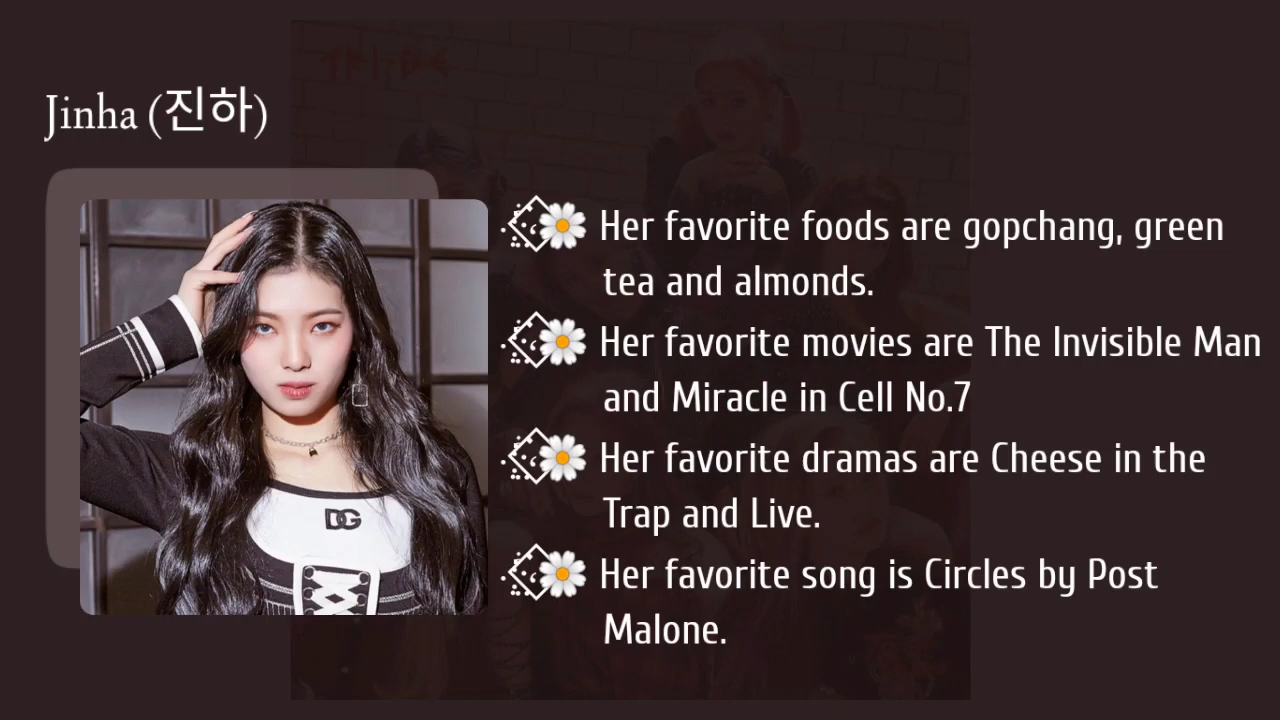 Jinha (진하)
Her favorite foods are gopchang, green
tea and almonds.
Her favorite movies are The Invisible Man
and Miracle in Cell No.7
Her favorite dramas are Cheese in the
Trap and Live.
Her favorite song is Circles by Post
Malone.
DG